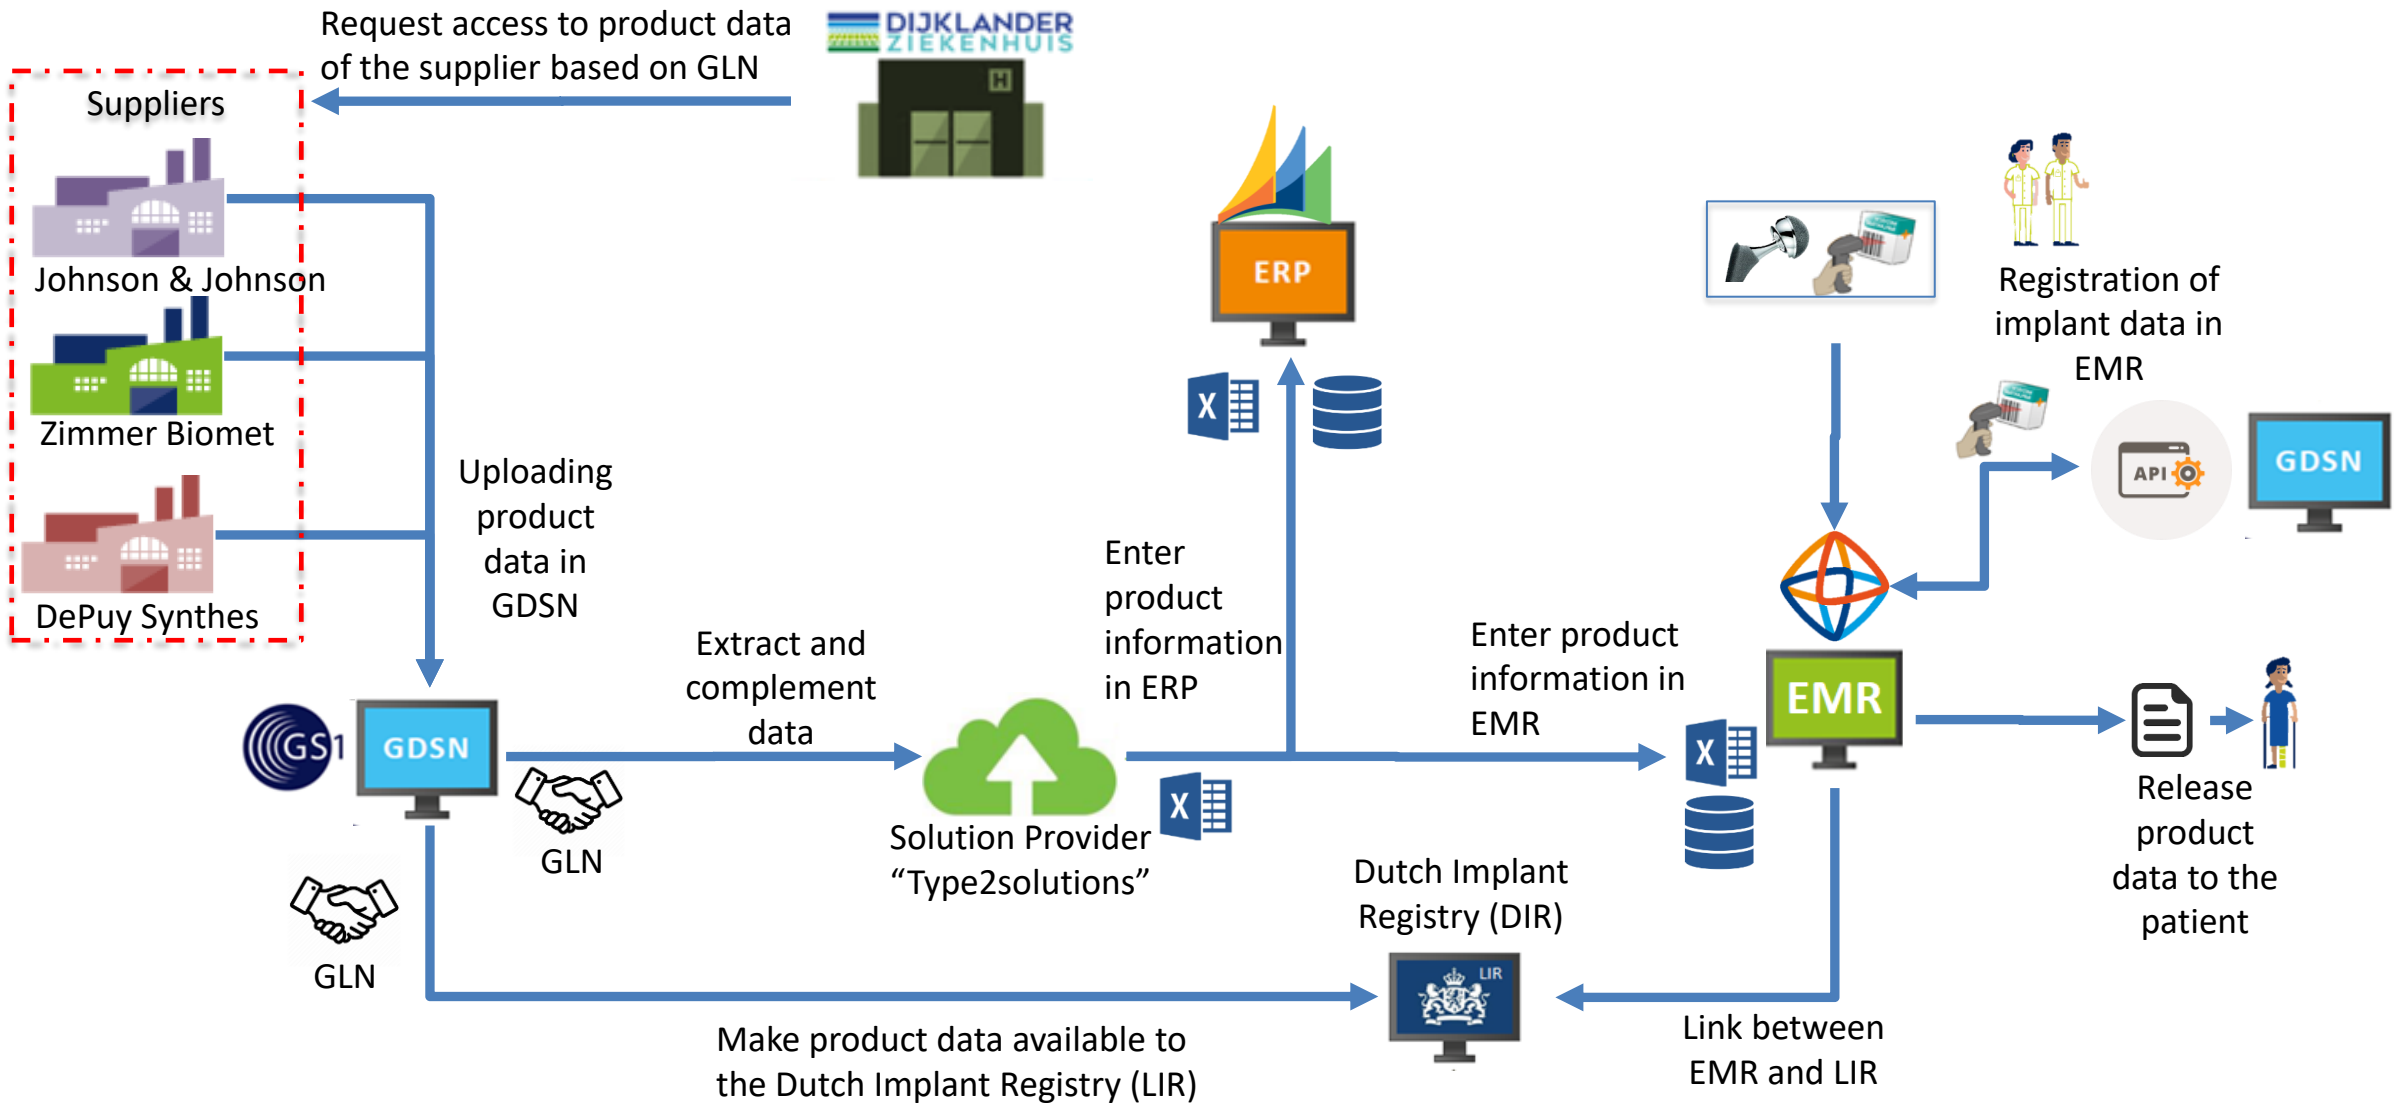 Request access to product data
of the supplier based on GLN
DIJKLANDER
ZIEKENHUIS
H
Suppliers
Johnson & Johnson
Zimmer Biomet
DePuy Synthes
Uploading
product
data in
GDSN
GS1
GDSN
GLN
GLN
Extract and
complement
data
Solution Provider
“Type2solutions”
X
Enter
product
information
in ERP
ERP
X
Enter product
information in
EMR
X
EMR
Registration of
implant data in
EMR
API
GDSN
Release
product
data to the
patient
Dutch Implant
Registry (DIR)
LIR
Make product data available to
the Dutch Implant Registry (LIR)
Link between
EMR and LIR